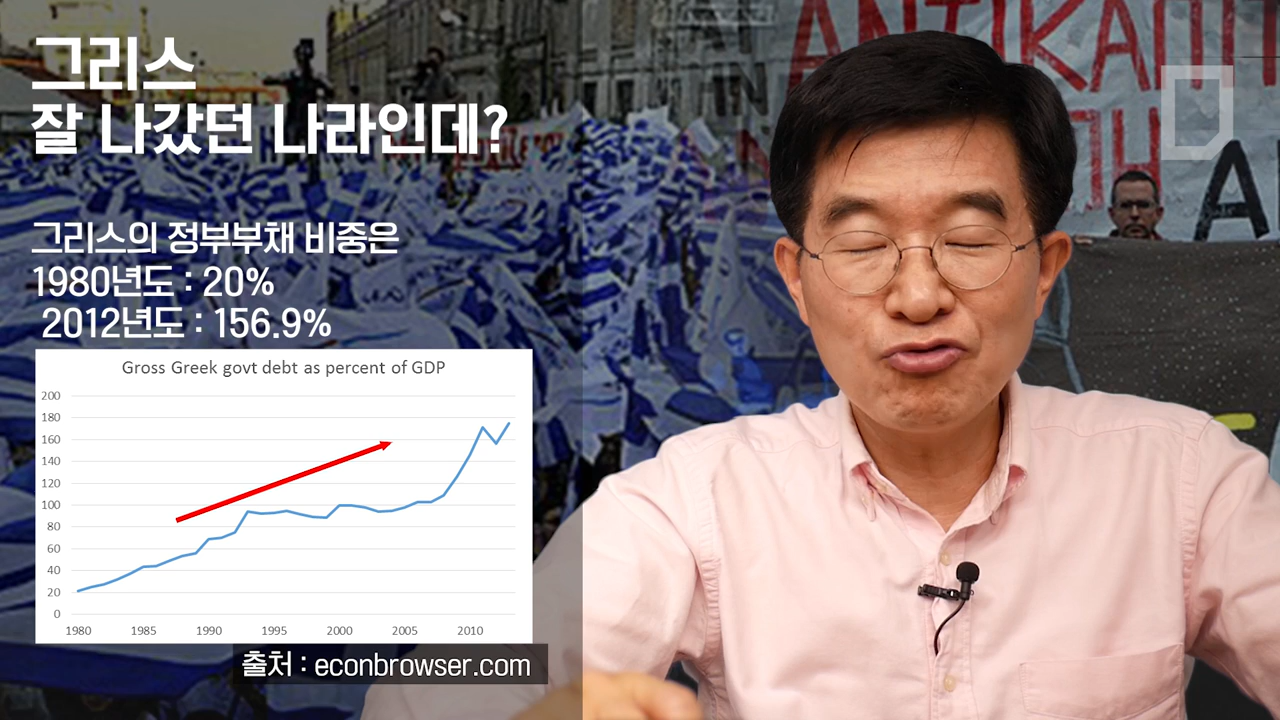 그리스
잘 나갔던 나라인데?
그리스의 정부부채 비중은
1980년도 : 20%
2012년도 : 156.9%
Gross Greek govt debt as percent of GDP
200
180
160
140
120
100
80
60
40
20
0
1980 1985 1990 1995 2000 2005 2010
출처 : econbrowser.com